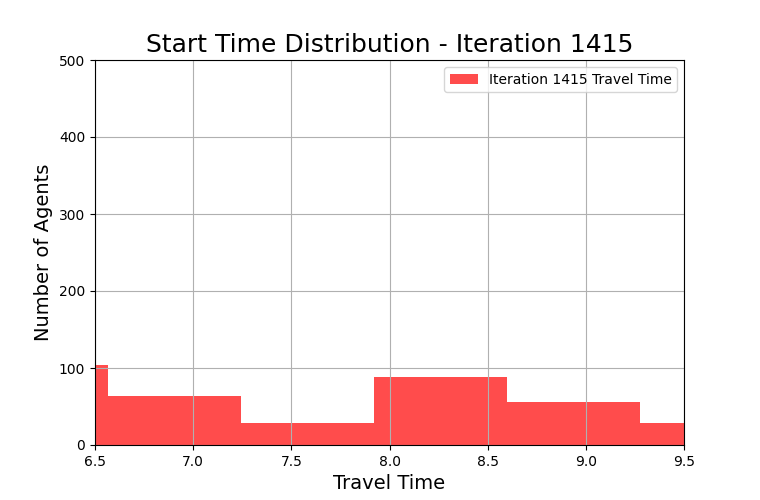 Start Time Distribution - Iteration 1415
500
400
300
200
100
0
Number of Agents
Iteration 1415 Travel Time
6.5 7.0 7.5 8.0 8.5 9.0 9.5
Travel Time